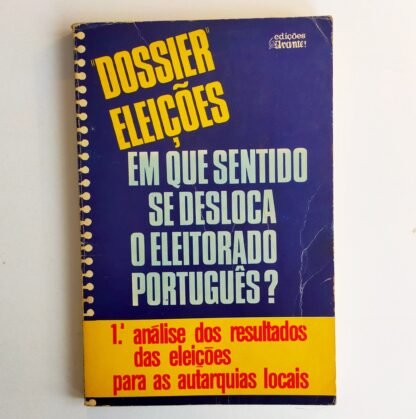 edições
Avante!
"DOSSIER"
ELEIÇÕES
EM QUE SENTIDO
SE DESLOCA
O ELEITORADO
PORTUGUÊS?
1.ª análise dos resultados
das eleições
para as autarquias locais